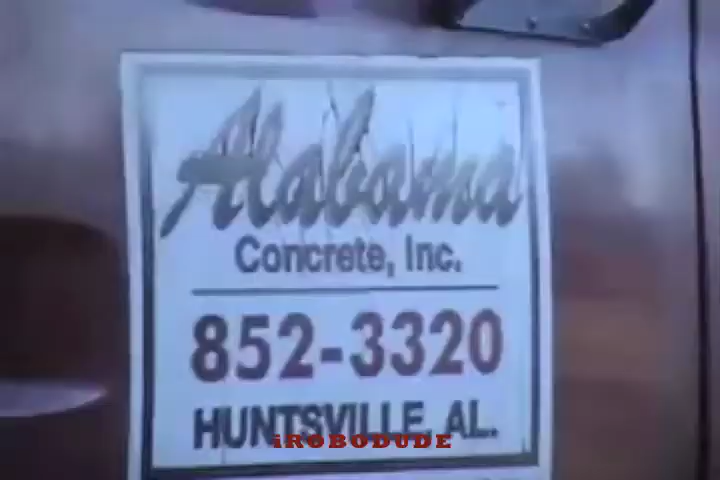 Alabama
Concrete, Inc.
852-3320
HUNTSVILLE, AL.
iROBODUDE